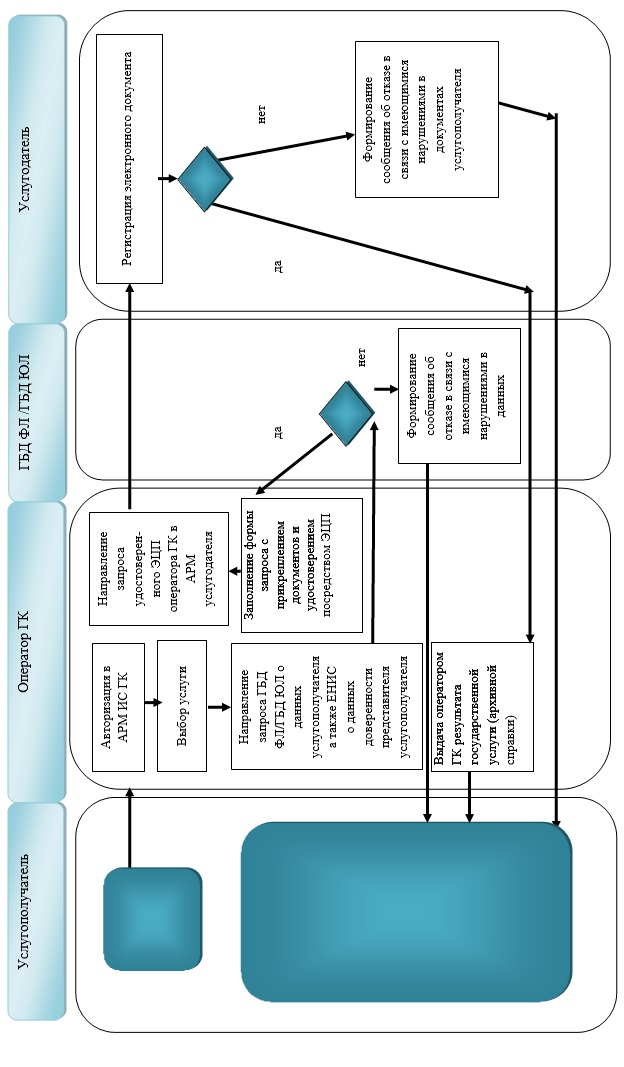 Услугополучатель
Оператор ГК
ГБД ФЛ /ГБД ЮЛ
Услугодатель
Авторизация в
АРМ ИС ГК
Выбор услуги
Направление
запроса ГБД
ФЛ/ГБД ЮЛ о
данных
услугополучателя
а также ЕНИС
о данных
доверенности
представителя
услугополучателя
нет
Формирование
сообщения об
отказе в связи с
имеющимися
нарушениями в
данных
да
Заполнение формы
запроса с
прикреплением
документов и
удостоверением
посредством ЭЦП
Направление
запроса
удостоверен-
ного ЭЦП
оператора ГК в
АРМ
услугодателя
Регистрация электронного документа
нет
Формирование
сообщения об отказе в
связи с имеющимися
нарушениями в
документах
услугополучателя
да
Выдача оператором
ГК результата
государственной
услуги (архивной
справки)